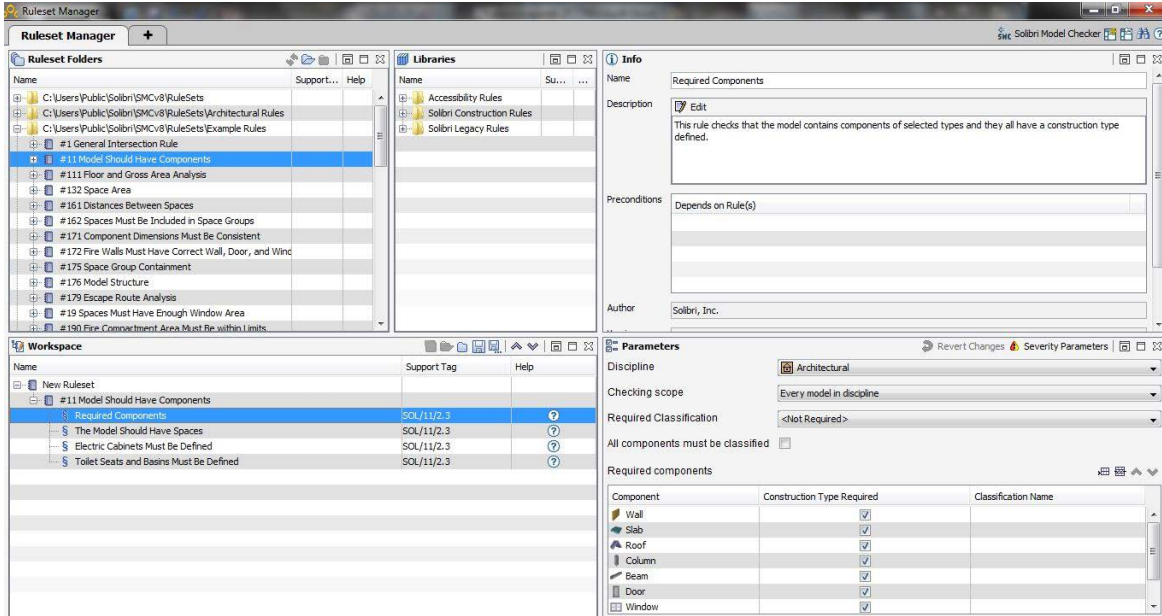 Ruleset Manager
Ruleset Manager +
Solibri Model Checker
Ruleset Folders
Name Support... Help
C:\Users\Public\Solibri\SMCv8\RuleSets
C:\Users\Public\Solibri\SMCv8\RuleSets\Architectural Rules
C:\Users\Public\Solibri\SMCv8\RuleSets\Example Rules
#1 General Intersection Rule
#11 Model Should Have Components
#111 Floor and Gross Area Analysis
#132 Space Area
#161 Distances Between Spaces
#162 Spaces Must Be Included in Space Groups
#171 Component Dimensions Must Be Consistent
#172 Fire Walls Must Have Correct Wall, Door, and Wind
#175 Space Group Containment
#176 Model Structure
#179 Escape Route Analysis
#19 Spaces Must Have Enough Window Area
#190 Fire Compartment Area Must Be within Limits
Libraries
Name Su... ...
Accessibility Rules
Solibri Construction Rules
Solibri Legacy Rules
Info
Name Required Components
Description Edit
This rule checks that the model contains components of selected types and they all have a construction type
defined.
Preconditions Depends on Rule(s)
Author Solibri, Inc.
Workspace
Name Support Tag Help
New Ruleset
#11 Model Should Have Components
§ Required Components SOL/11/2.3 ?
§ The Model Should Have Spaces SOL/11/2.3 ?
§ Electric Cabinets Must Be Defined SOL/11/2.3 ?
§ Toilet Seats and Basins Must Be Defined SOL/11/2.3 ?
Parameters Revert Changes Severity Parameters
Discipline Architectural
Checking scope Every model in discipline
Required Classification <Not Required>
All components must be classified
Required components
Component Construction Type Required Classification Name
Wall
Slab
Roof
Column
Beam
Door
Window